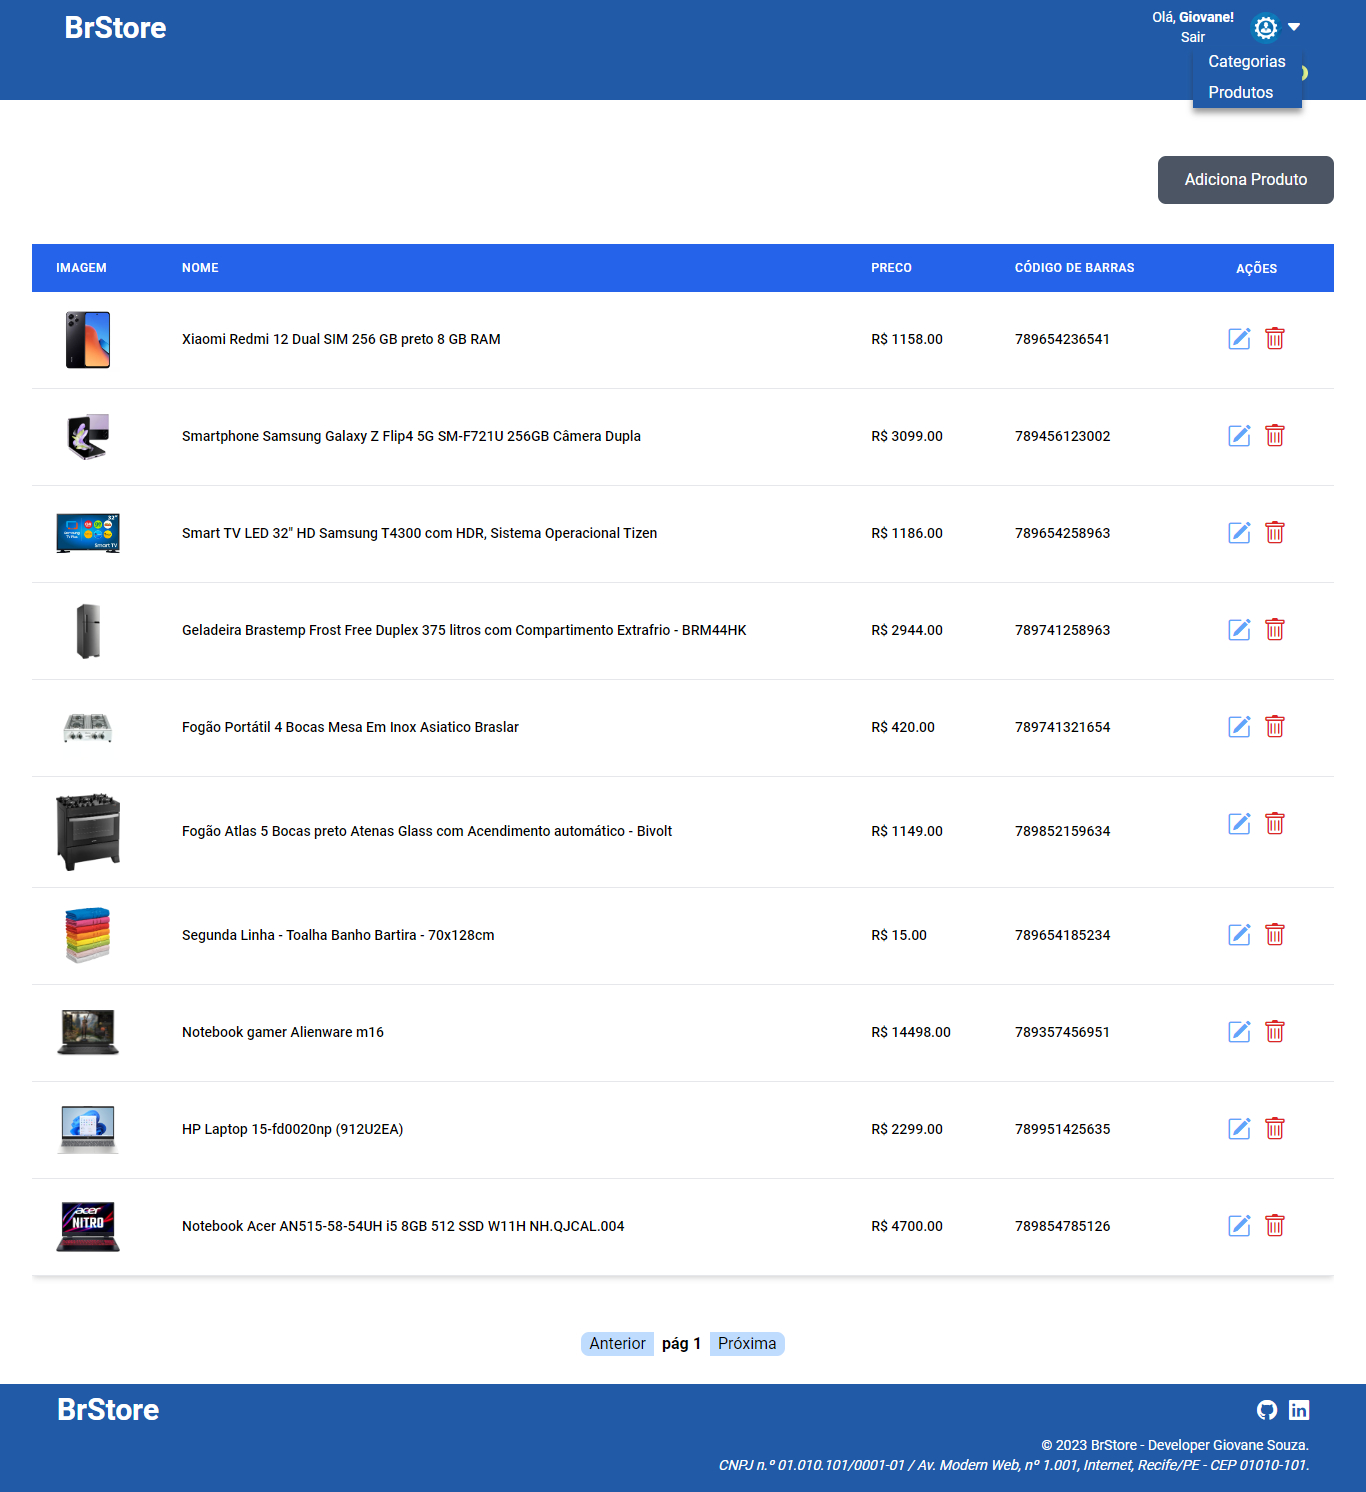 BrStore
Olá, Giovane!
Sair
Categorias
Produtos
Adiciona Produto
IMAGEM NOME PRECO CÓDIGO DE BARRAS AÇÕES
Xiaomi Redmi 12 Dual SIM 256 GB preto 8 GB RAM R$ 1158.00 789654236541
Smartphone Samsung Galaxy Z Flip4 5G SM-F721U 256GB Câmera Dupla R$ 3099.00 789456123002
Smart TV LED 32" HD Samsung T4300 com HDR, Sistema Operacional Tizen R$ 1186.00 789654258963
Geladeira Brastemp Frost Free Duplex 375 litros com Compartimento Extrafrio - BRM44HK R$ 2944.00 789741258963
Fogão Portátil 4 Bocas Mesa Em Inox Asiatico Braslar R$ 420.00 789741321654
Fogão Atlas 5 Bocas preto Atenas Glass com Acendimento automático - Bivolt R$ 1149.00 789852159634
Segunda Linha - Toalha Banho Bartira - 70x128cm R$ 15.00 789654185234
Notebook gamer Alienware m16 R$ 14498.00 789357456951
HP Laptop 15-fd0020np (912U2EA) R$ 2299.00 789951425635
acer
NITRO
Notebook Acer AN515-58-54UH i5 8GB 512 SSD W11H NH.QJCAL.004 R$ 4700.00 789854785126
Anterior pág 1 Próxima
BrStore
© 2023 BrStore - Developer Giovane Souza.
CNPJ n.º 01.010.101/0001-01 / Av. Modern Web, nº 1.001, Internet, Recife/PE - CEP 01010-101.